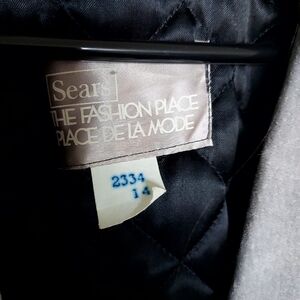 Sears
THE FASHION PLACE
PLACE DE LA MODE
2334
14